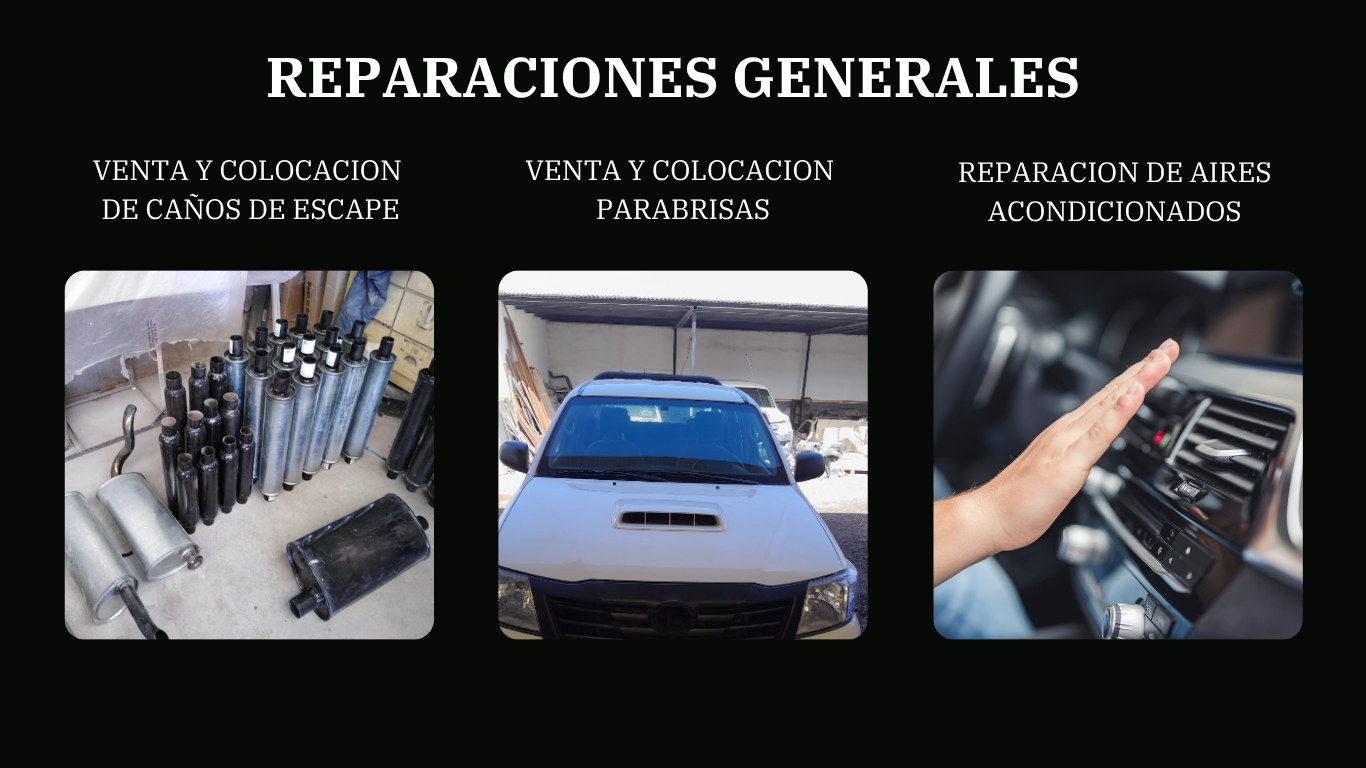 REPARACIONES GENERALES
VENTA Y COLOCACION
DE CAÑOS DE ESCAPE
VENTA Y COLOCACION
PARABRISAS
REPARACION DE AIRES
ACONDICIONADOS